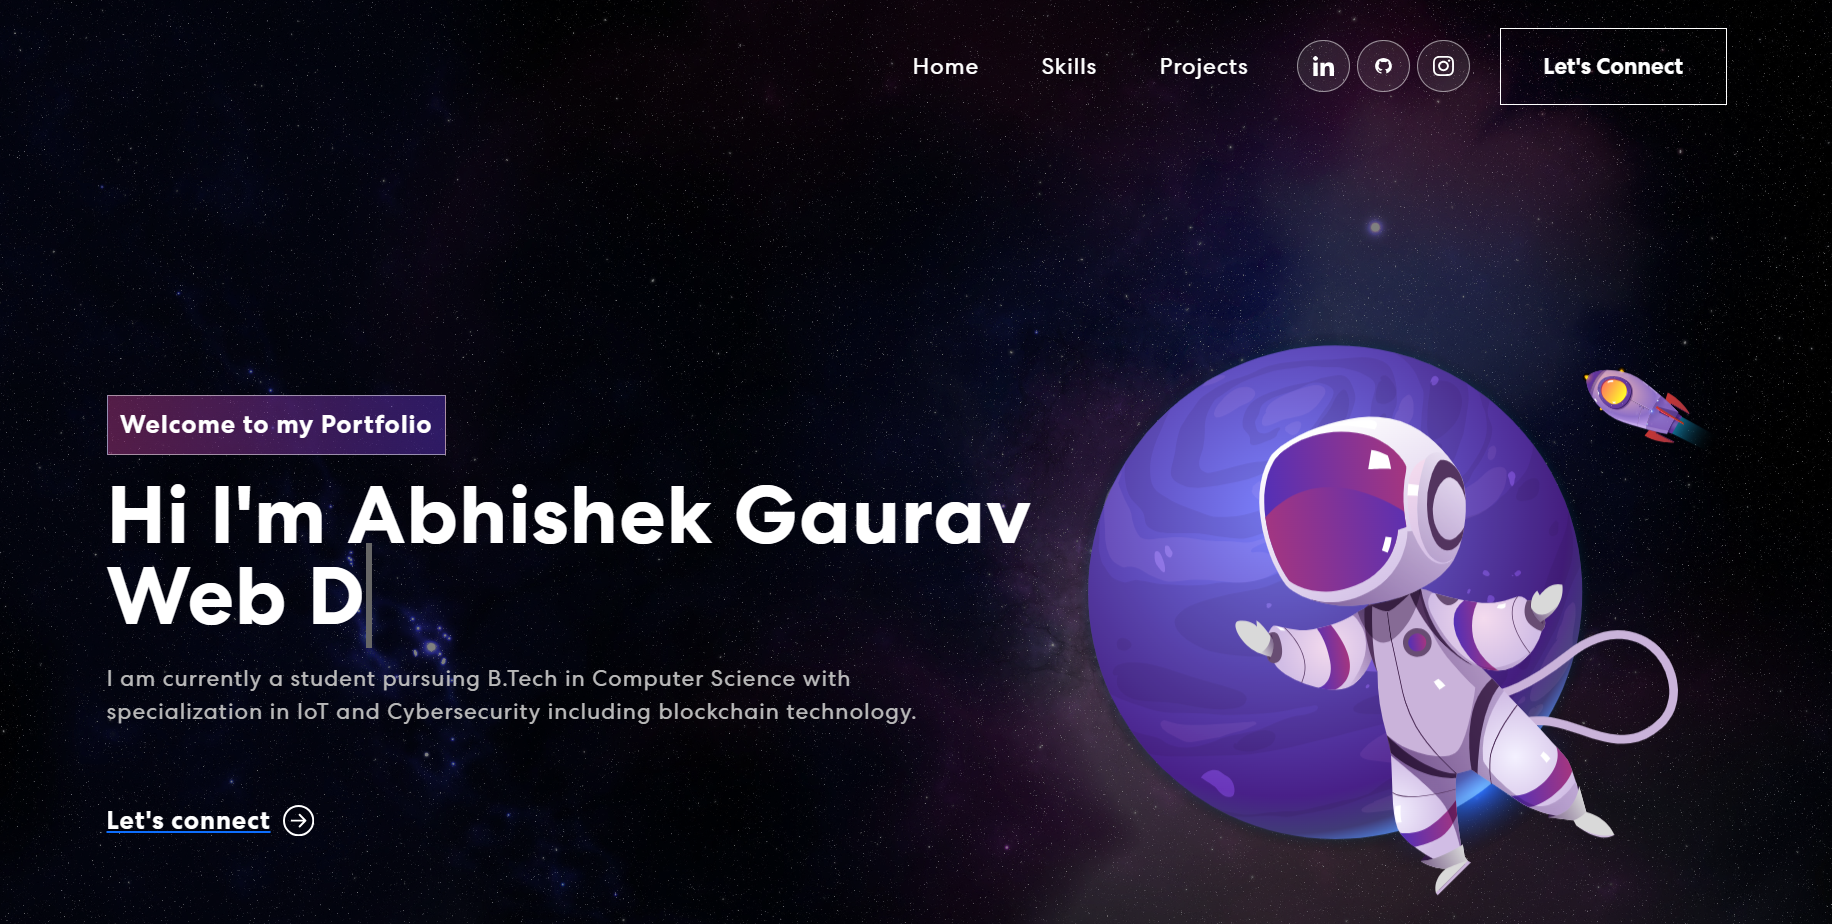 Home Skills Projects in Let's Connect
Welcome to my Portfolio
Hi I'm Abhishek Gaurav
Web D
I am currently a student pursuing B.Tech in Computer Science with
specialization in IoT and Cybersecurity including blockchain technology.
Let's connect